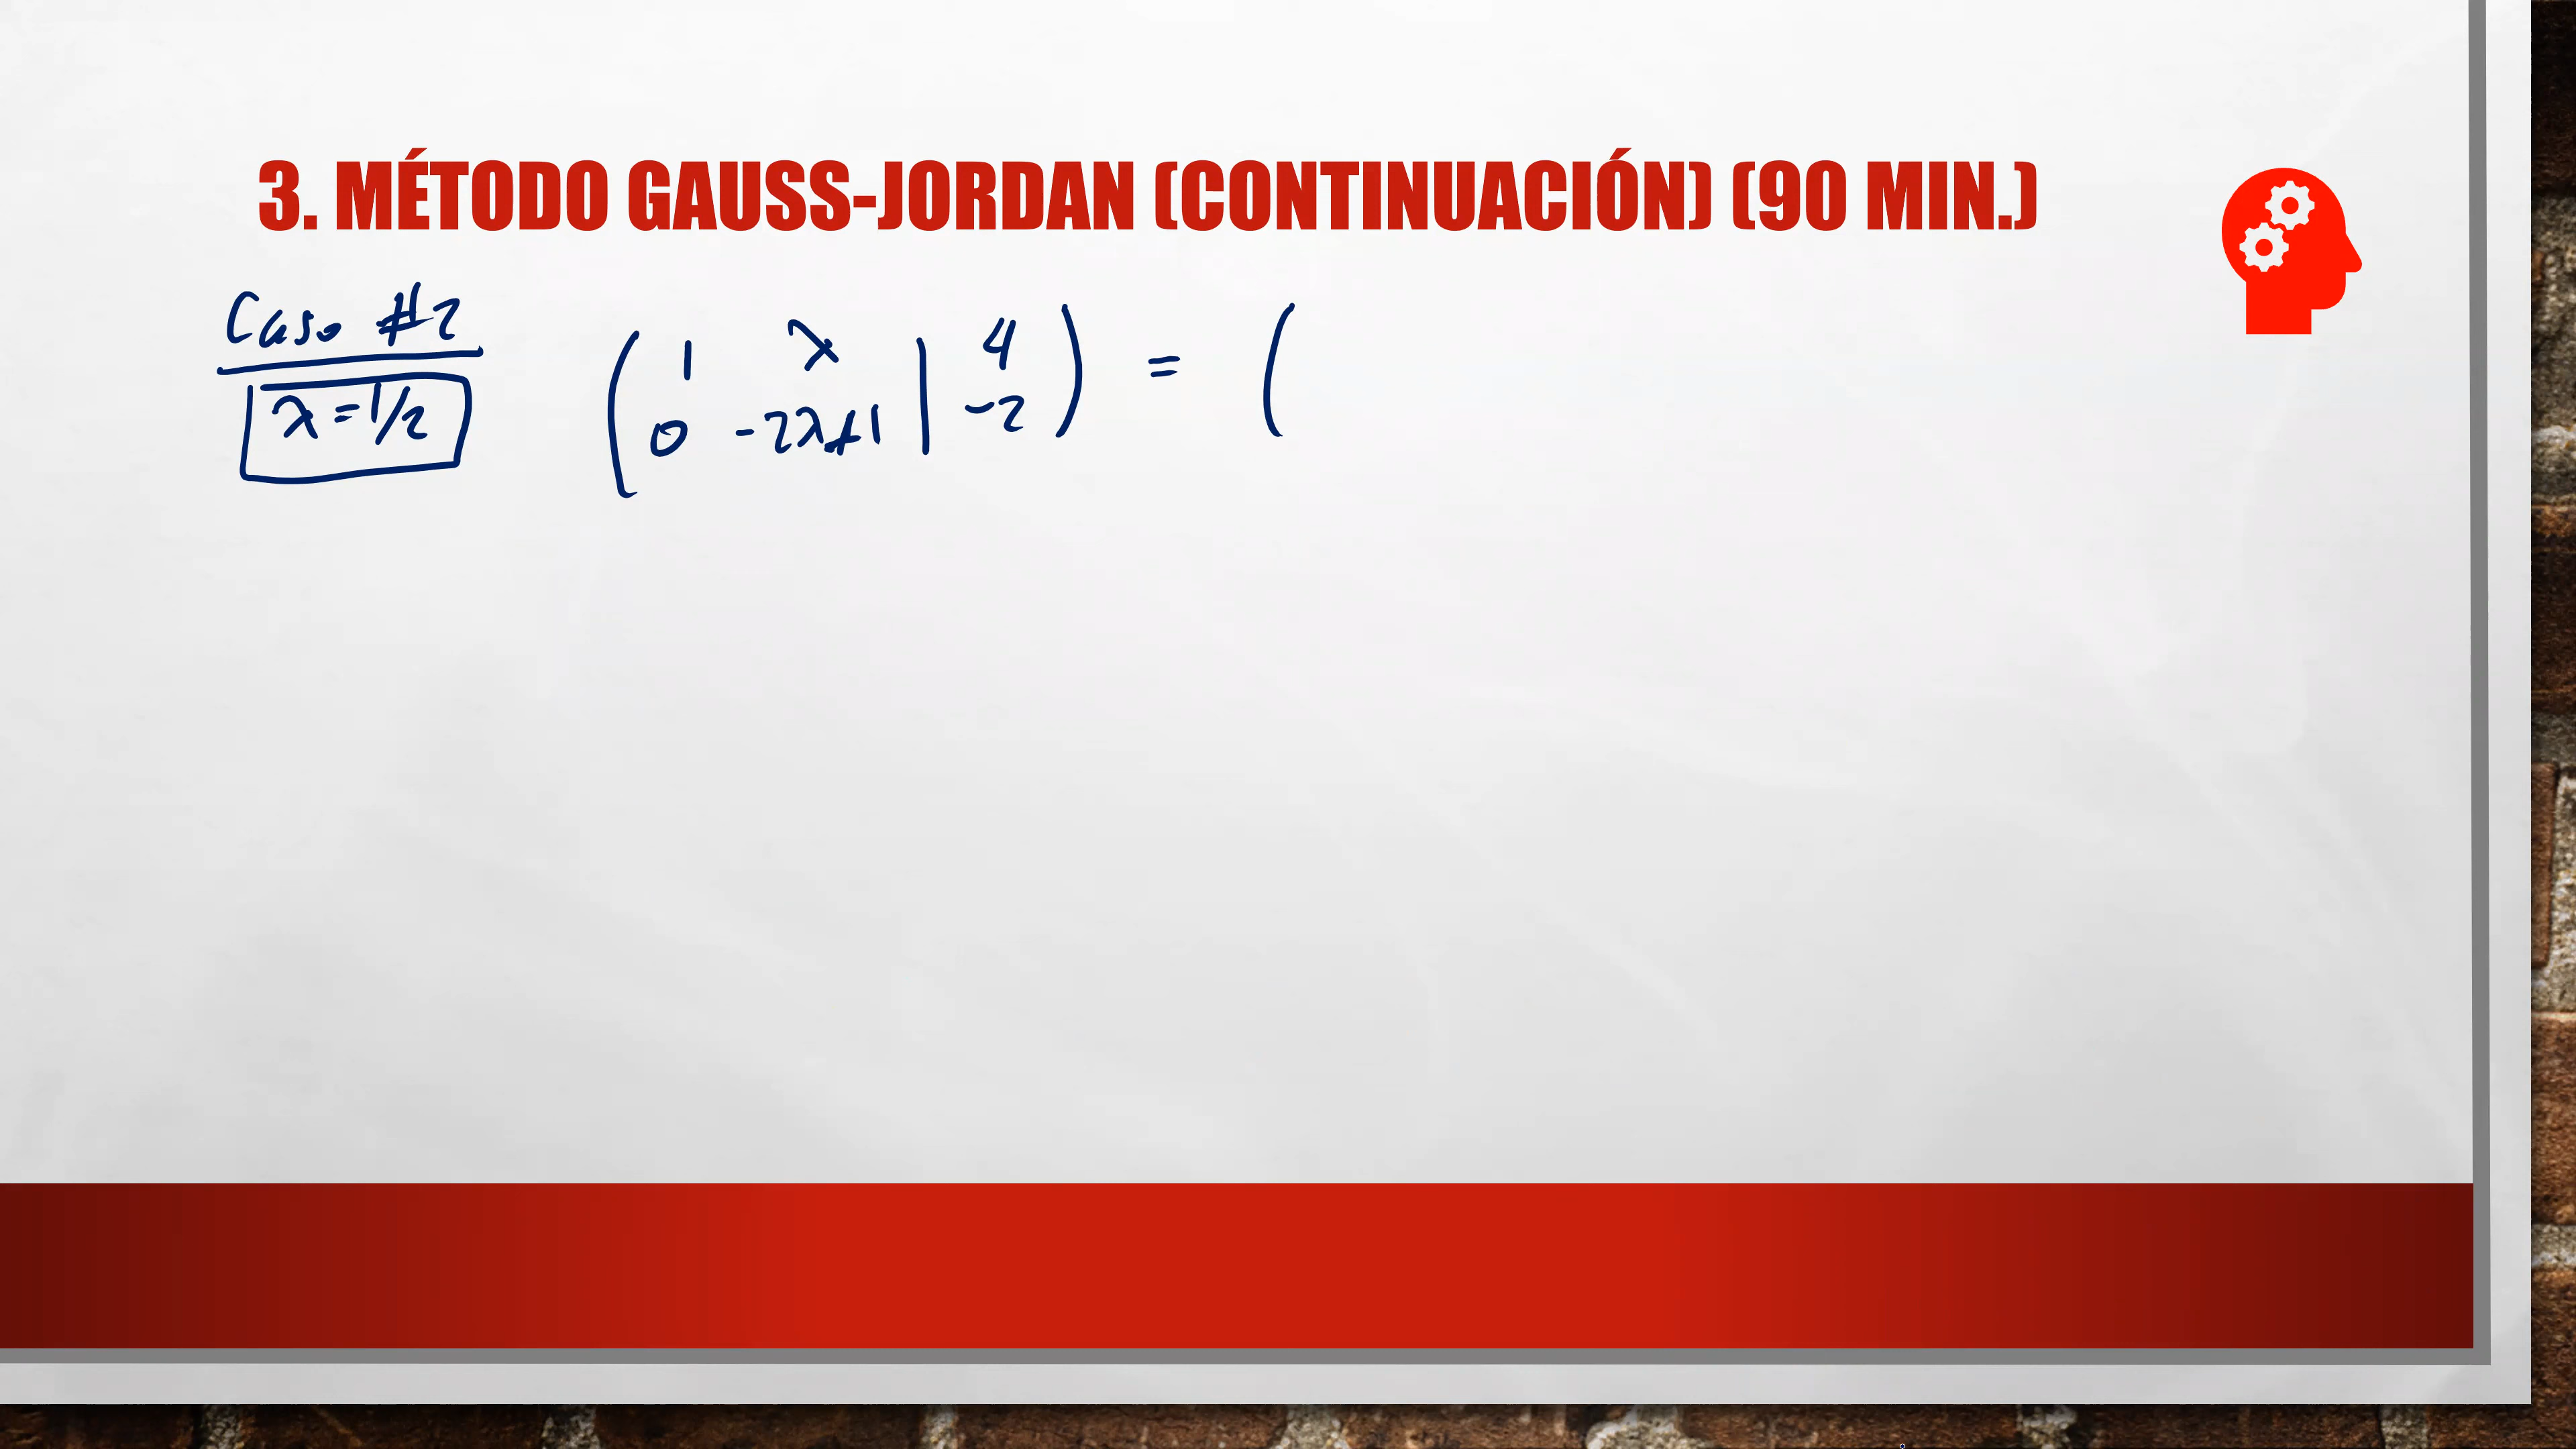 3. MÉTODO GAUSS-JORDAN (CONTINUACIÓN) (90 MIN.)
Caso #2
λ=1/2
( 1 λ | 4 ) = (
0 -2λ+1 | -2